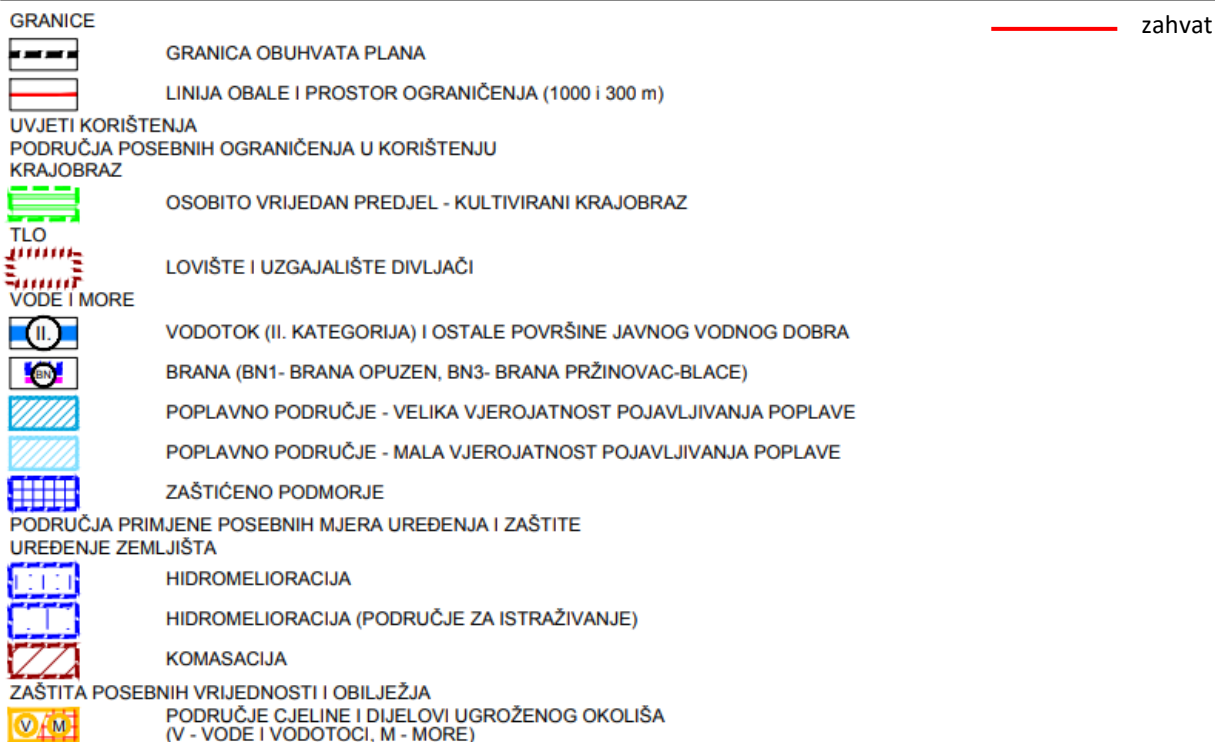 GRANICE
zahvat
GRANICA OBUHVATA PLANA
LINIJA OBALE I PROSTOR OGRANIČENJA (1000 i 300 m)
UVJETI KORIŠTENJA
PODRUČJA POSEBNIH OGRANIČENJA U KORIŠTENJU
KRAJOBRAZ
OSOBITO VRIJEDAN PREDJEL - KULTIVIRANI KRAJOBRAZ
TLO
LOVIŠTE I UZGAJALIŠTE DIVLJAČI
VODE I MORE
II. VODOTOK (II. KATEGORIJA) I OSTALE POVRŠINE JAVNOG VODNOG DOBRA
BN BRANA (BN1- BRANA OPUZEN, BN3- BRANA PRŽINOVAC-BLACE)
POPLAVNO PODRUČJE - VELIKA VJEROJATNOST POJAVLJIVANJA POPLAVE
POPLAVNO PODRUČJE - MALA VJEROJATNOST POJAVLJIVANJA POPLAVE
ZAŠTIĆENO PODMORJE
PODRUČJA PRIMJENE POSEBNIH MJERA UREĐENJA I ZAŠTITE
UREĐENJE ZEMLJIŠTA
HIDROMELIORACIJA
HIDROMELIORACIJA (PODRUČJE ZA ISTRAŽIVANJE)
KOMASACIJA
ZAŠTITA POSEBNIH VRIJEDNOSTI I OBILJEŽJA
V M PODRUČJE CJELINE I DIJELOVI UGROŽENOG OKOLIŠA
(V - VODE I VODOTOCI, M - MORE)